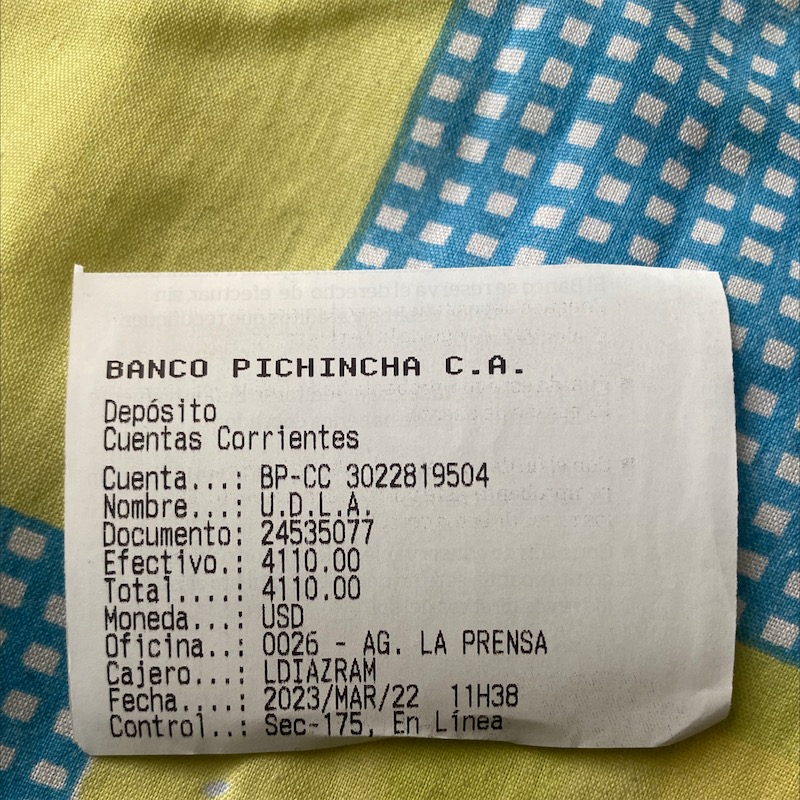 BANCO PICHINCHA C.A.
Depósito
Cuentas Corrientes
Cuenta...: BP-CC 3022819504
Nombre...: U.D.L.A.
Documento: 24535077
Efectivo.: 4110.00
Total....: 4110.00
Moneda...: USD
Oficina..: 0026 - AG. LA PRENSA
Cajero...: LDIAZRAM
Fecha....: 2023/MAR/22 11H38
Control..: Sec-175, En Línea